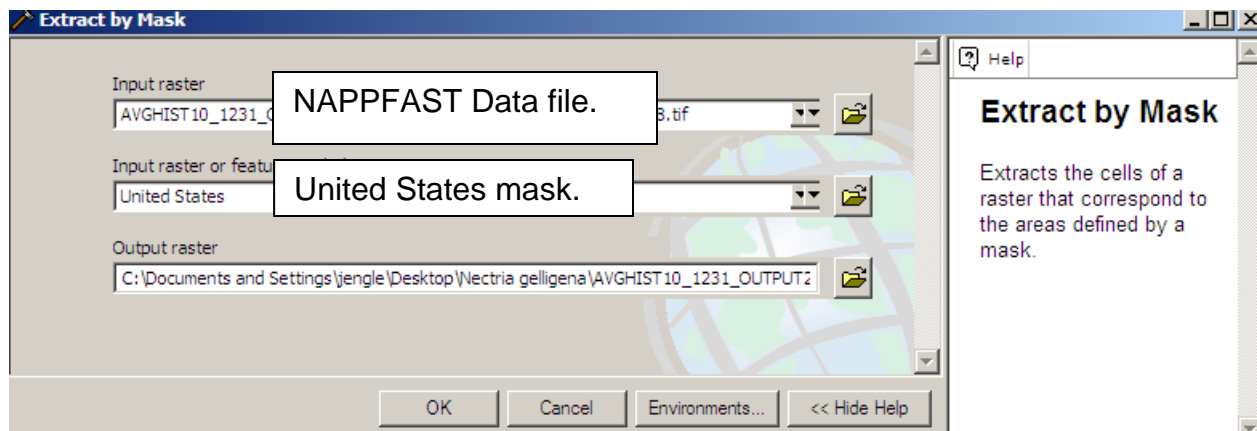 Extract by Mask
Input raster
AVGHIST10_1231_
NAPPFAST Data file.
.tif
Input raster or featu
United States
United States mask.
Output raster
C:\Documents and Settings\jengle\Desktop\Nectria gelligena\AVGHIST10_1231_OUTPUT2
OK Cancel Environments... << Hide Help
Help
Extract by Mask
Extracts the cells of a
raster that correspond to
the areas defined by a
mask.